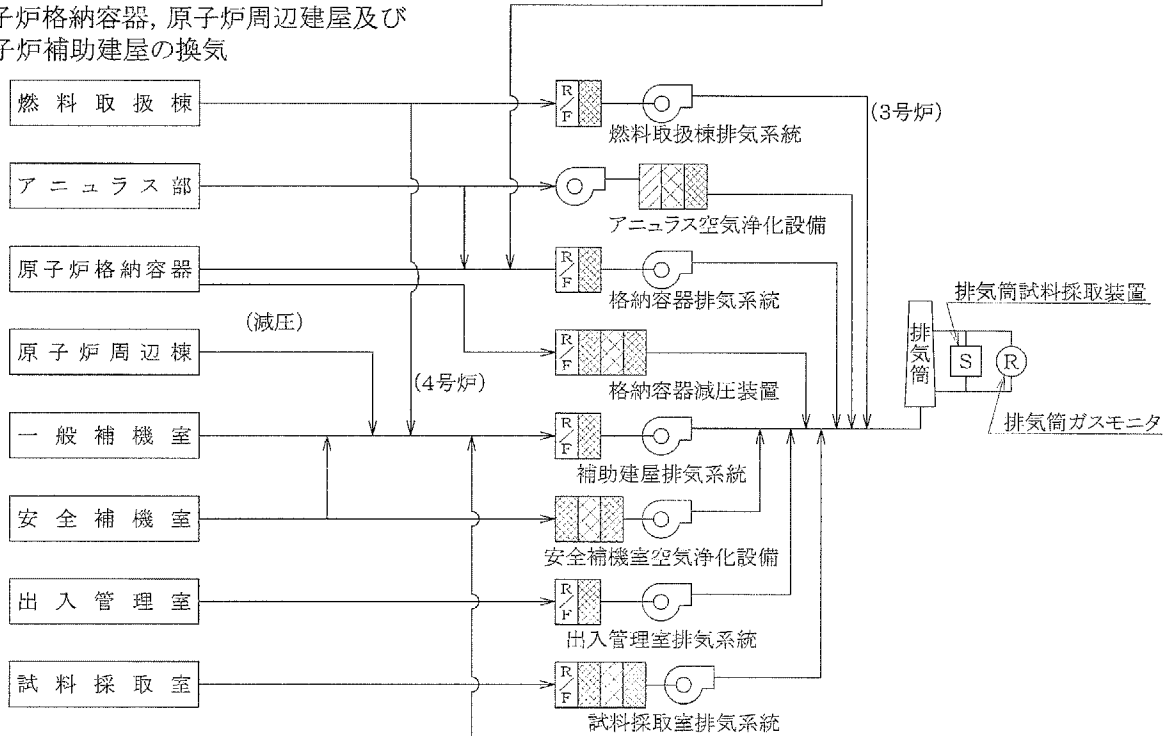 子炉格納容器，原子炉周辺建屋及び
子炉補助建屋の換気
燃料取扱棟
R/F
燃料取扱棟排気系統
(3号炉)
アニュラス部
アニュラス空気浄化設備
原子炉格納容器
R/F
格納容器排気系統
(減圧)
原子炉周辺棟
R/F
格納容器減圧装置
(4号炉)
排気筒試料採取装置
排気筒
S
R
排気筒ガスモニタ
一般補機室
R/F
補助建屋排気系統
安全補機室
安全補機室空気浄化設備
出入管理室
R/F
出入管理室排気系統
試料採取室
R/F
試料採取室排気系統